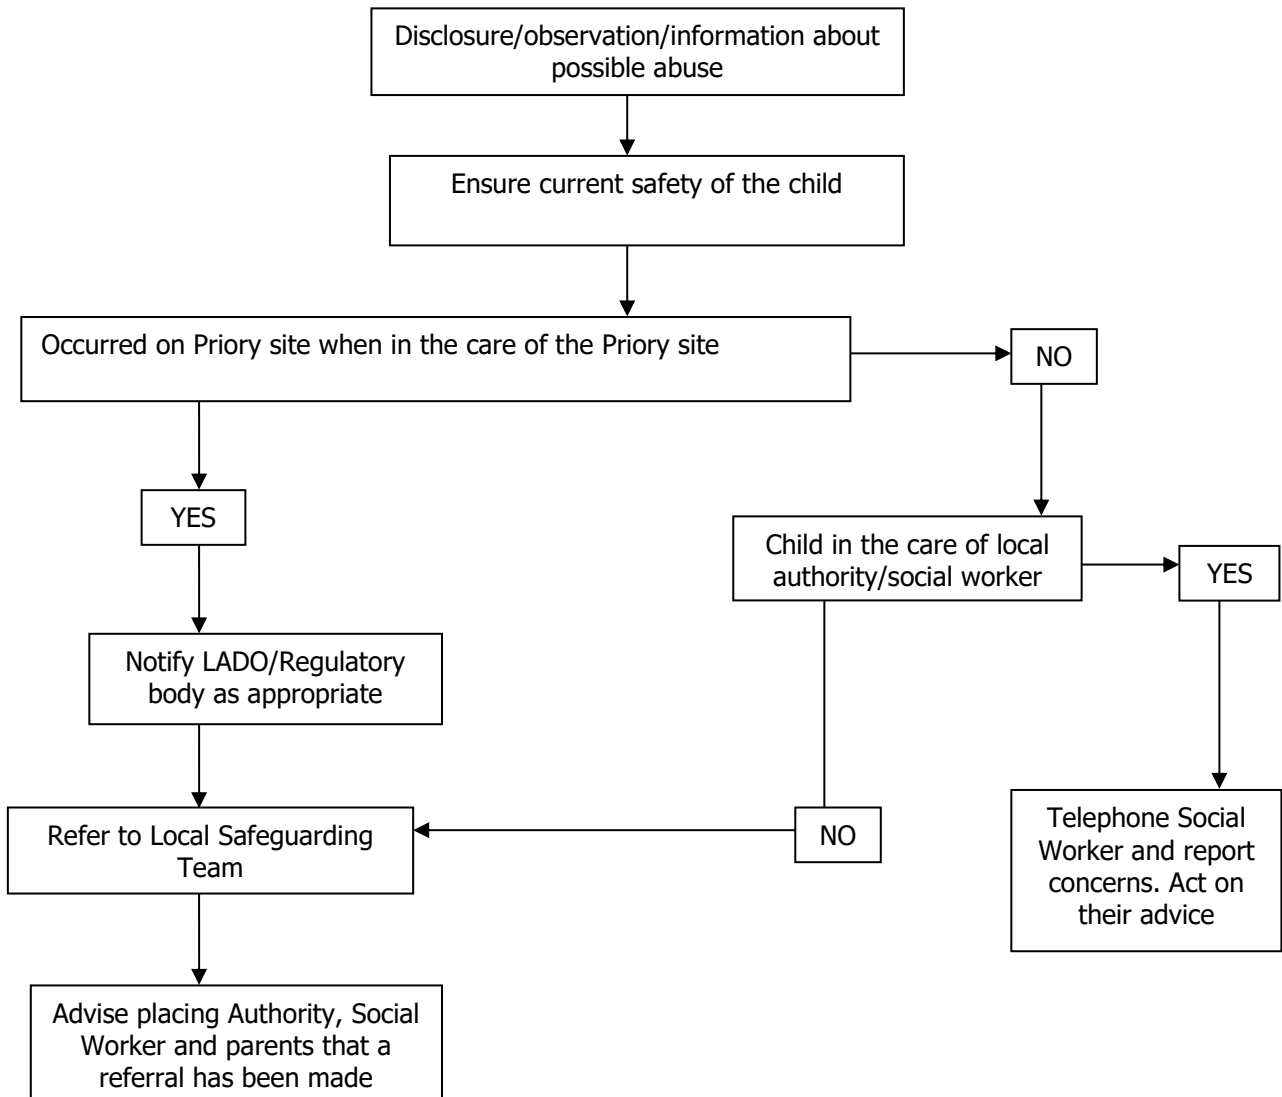 Disclosure/observation/information about
possible abuse
Ensure current safety of the child
Occurred on Priory site when in the care of the Priory site
NO
YES
Child in the care of local
authority/social worker
YES
Notify LADO/Regulatory
body as appropriate
Refer to Local Safeguarding
Team
NO
Telephone Social
Worker and report
concerns. Act on
their advice
Advise placing Authority, Social
Worker and parents that a
referral has been made